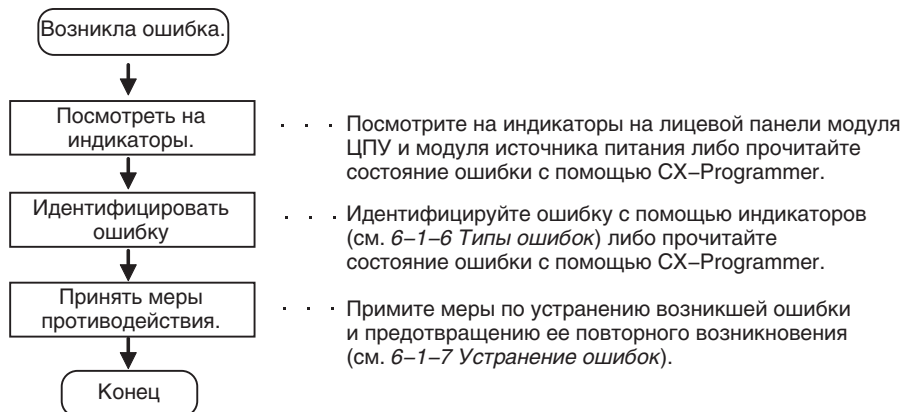 Возникла ошибка.
Посмотреть на
индикаторы.
· · · Посмотрите на индикаторы на лицевой панели модуля
ЦПУ и модуля источника питания либо прочитайте
состояние ошибки с помощью CX–Programmer.
Идентифицировать
ошибку
· · · Идентифицируйте ошибку с помощью индикаторов
(см. 6–1–6 Типы ошибок) либо прочитайте
состояние ошибки с помощью CX–Programmer.
Принять меры
противодействия.
· · · Примите меры по устранению возникшей ошибки
и предотвращению ее повторного возникновения
(см. 6–1–7 Устранение ошибок).
Конец